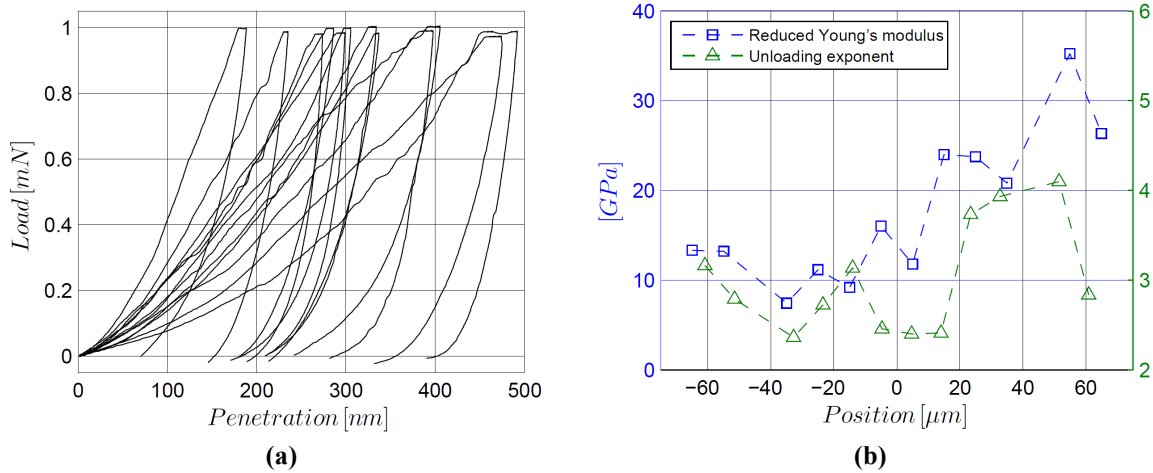 1
0.8
0.6
0.4
0.2
0
0 100 200 300 400 500
Load [mN]
Penetration [nm]
(a)
Reduced Young's modulus
Unloading exponent
40
30
20
10
0
[GPa]
6
5
4
3
2
−60 −40 −20 0 20 40 60
Position [μm]
(b)